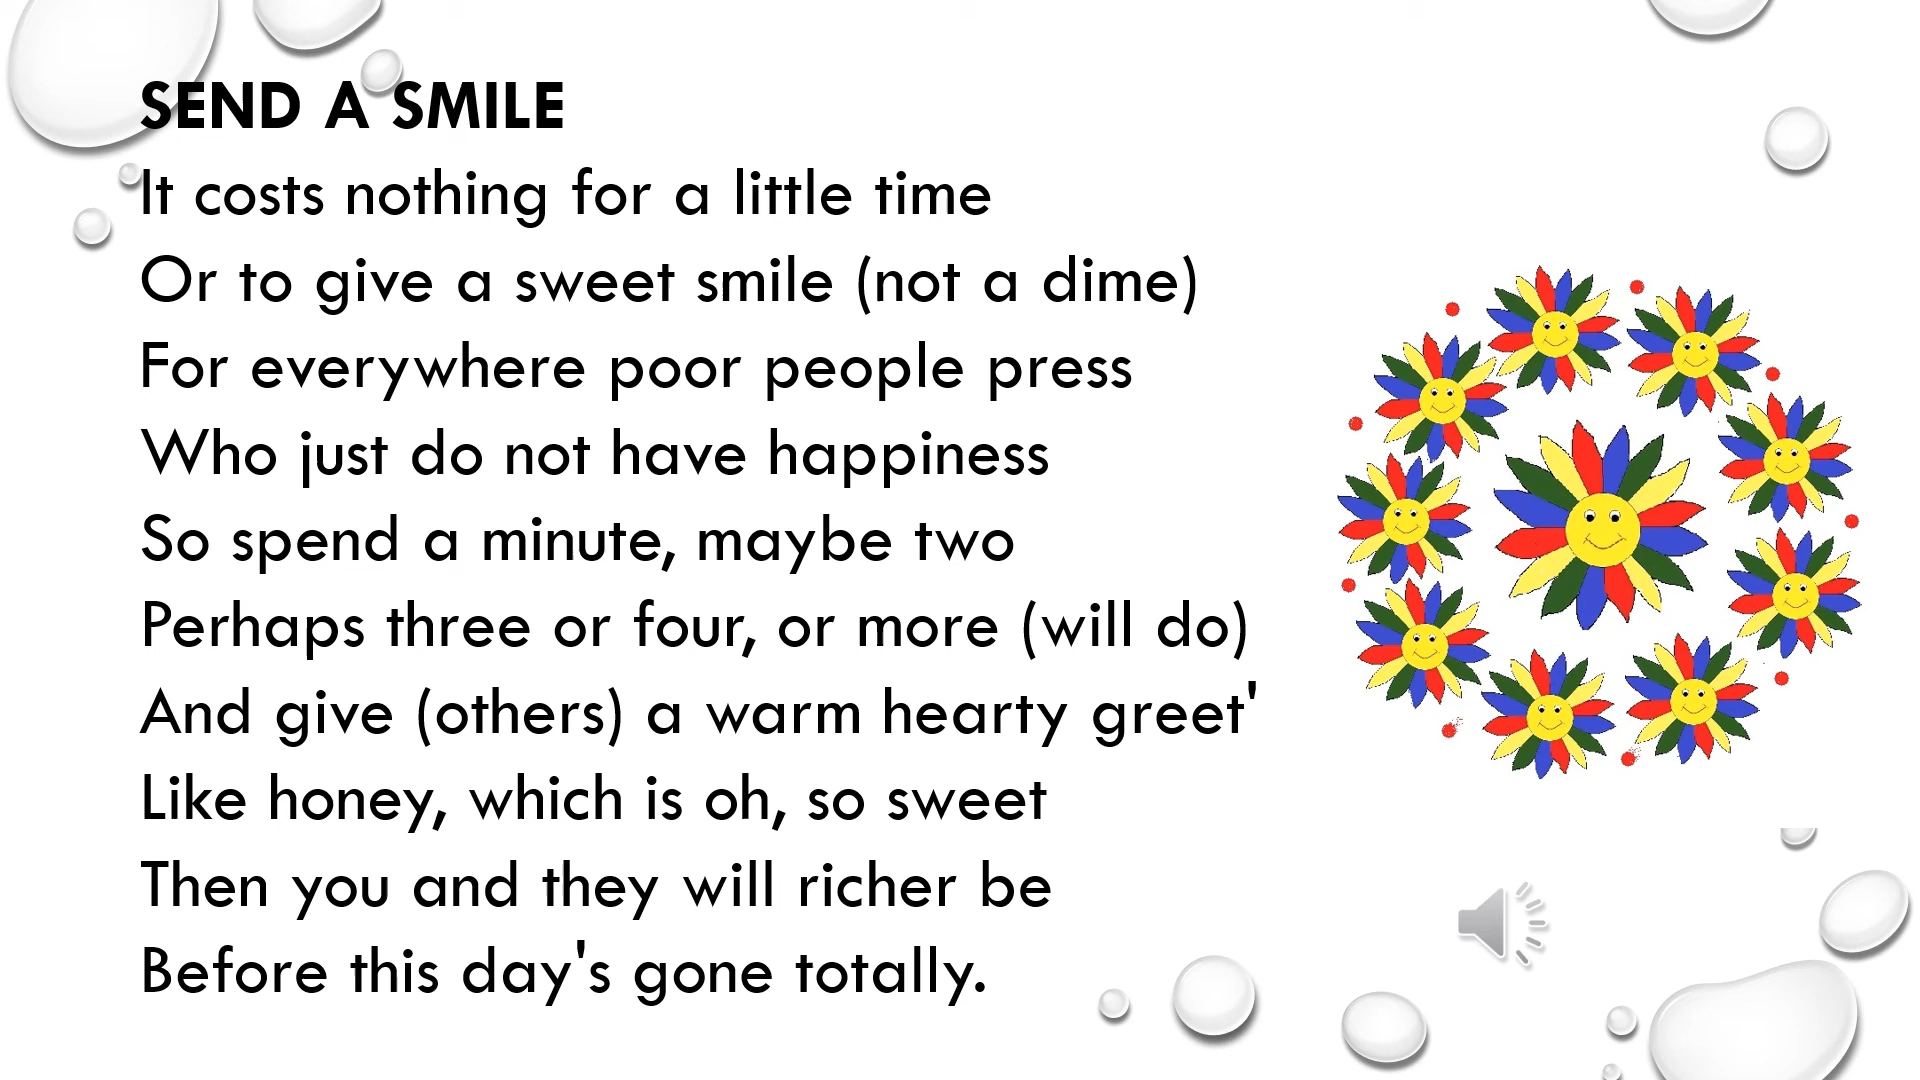 SEND A SMILE
It costs nothing for a little time
Or to give a sweet smile (not a dime)
For everywhere poor people press
Who just do not have happiness
So spend a minute, maybe two
Perhaps three or four, or more (will do)
And give (others) a warm hearty greet'
Like honey, which is oh, so sweet
Then you and they will richer be
Before this day's gone totally.